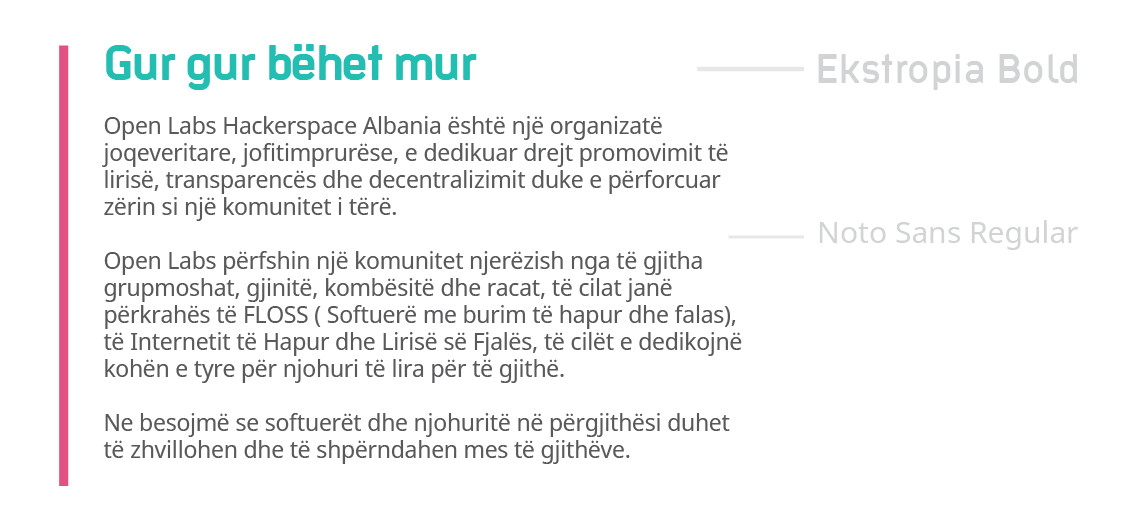 Gur gur bëhet mur
Ekstropia Bold
Open Labs Hackerspace Albania është një organizatë
joqeveritare, jofitimprurëse, e dedikuar drejt promovimit të
lirisë, transparencës dhe decentralizimit duke e përforcuar
zërin si një komunitet i tërë.
Noto Sans Regular
Open Labs përfshin një komunitet njerëzish nga të gjitha
grupmoshat, gjinitë, kombësitë dhe racat, të cilat janë
përkrahës të FLOSS ( Softuerë me burim të hapur dhe falas),
të Internetit të Hapur dhe Lirisë së Fjalës, të cilët e dedikojnë
kohën e tyre për njohuri të lira për të gjithë.
Ne besojmë se softuerët dhe njohuritë në përgjithësi duhet
të zhvillohen dhe të shpërndahen mes të gjithëve.